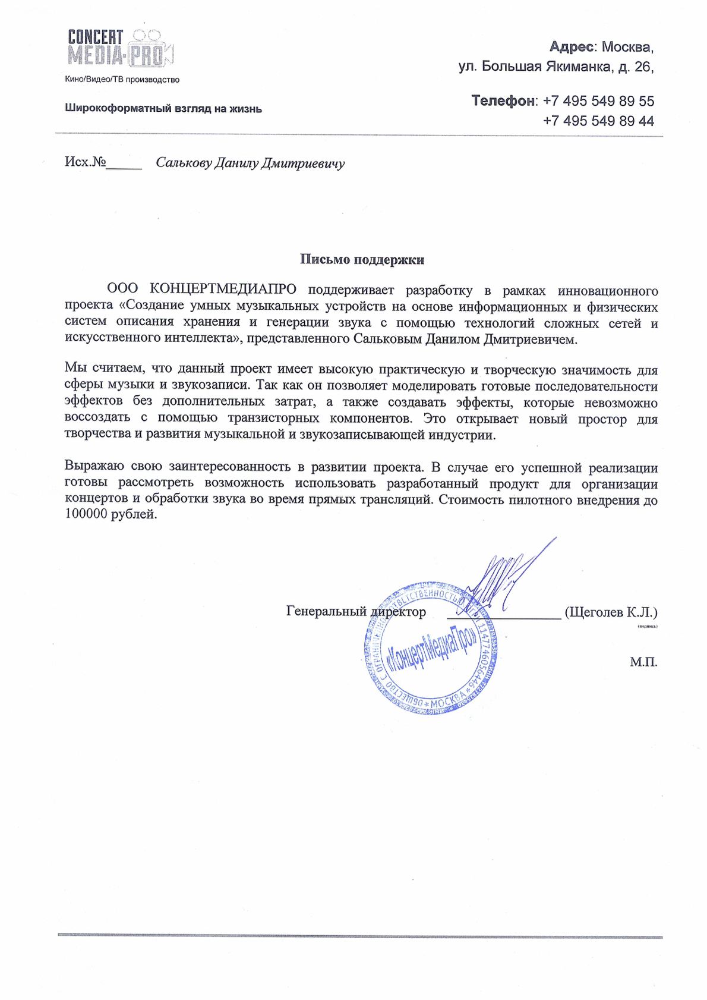 CONCERT
MEDIA-PRO
Кино/Видео/ТВ производство
Широкоформатный взгляд на жизнь
Адрес: Москва,
ул. Большая Якиманка, д. 26,
Телефон: +7 495 549 89 55
+7 495 549 89 44
Исх.№_____ Салькову Данилу Дмитриевичу
Письмо поддержки
ООО КОНЦЕРТМЕДИАПРО поддерживает разработку в рамках инновационного
проекта «Создание умных музыкальных устройств на основе информационных и физических
систем описания хранения и генерации звука с помощью технологий сложных сетей и
искусственного интеллекта», представленного Сальковым Данилом Дмитриевичем.
Мы считаем, что данный проект имеет высокую практическую и творческую значимость для
сферы музыки и звукозаписи. Так как он позволяет моделировать готовые последовательности
эффектов без дополнительных затрат, а также создавать эффекты, которые невозможно
воссоздать с помощью транзисторных компонентов. Это открывает новый простор для
творчества и развития музыкальной и звукозаписывающей индустрии.
Выражаю свою заинтересованность в развитии проекта. В случае его успешной реализации
готовы рассмотреть возможность использовать разработанный продукт для организации
концертов и обработки звука во время прямых трансляций. Стоимость пилотного внедрения до
100000 рублей.
Генеральный директор ________________ (Щеголев К.Л.)
(подпись)
М.П.
ОБЩЕСТВО С ОГРАНИЧЕННОЙ ОТВЕТСТВЕННОСТЬЮ ОГРН 1147746056446 * МОСКВА *
«КонцертМедиаПро»